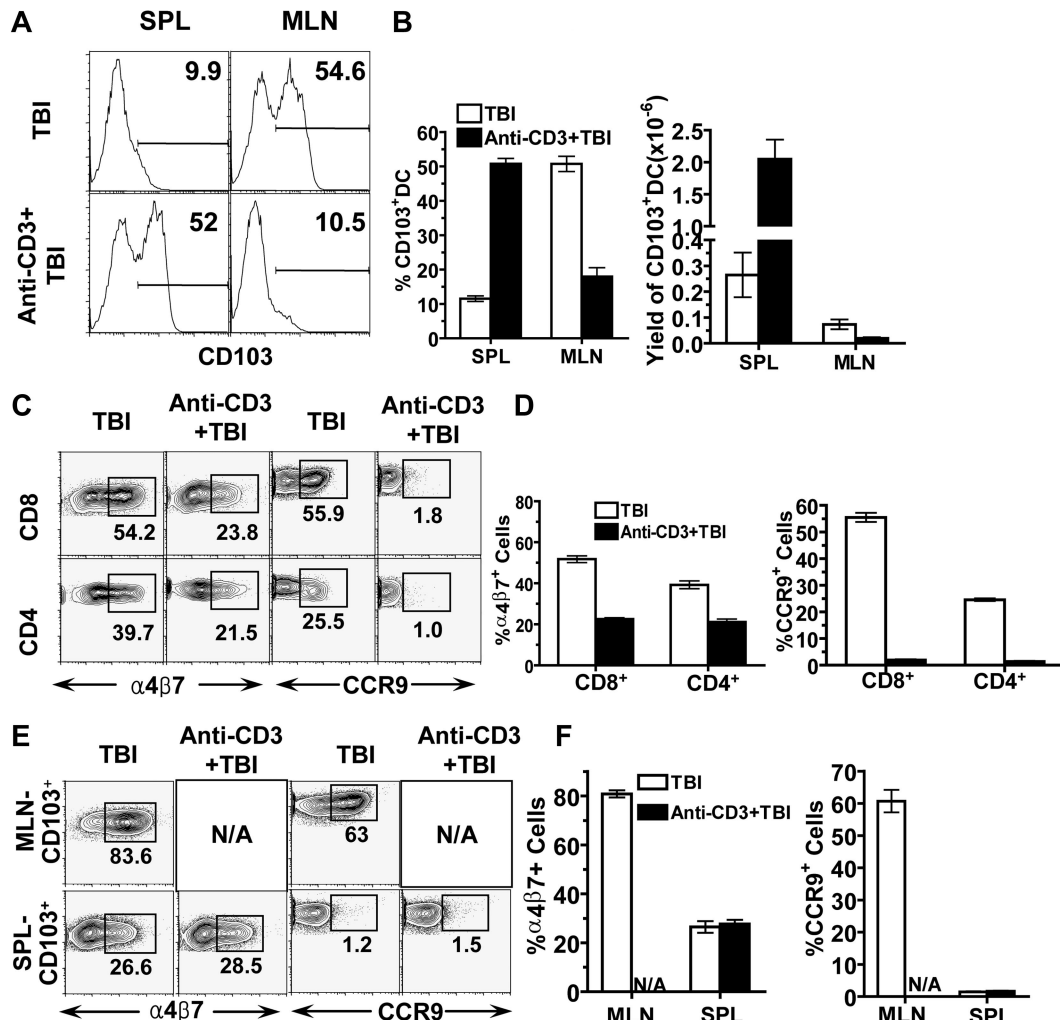 A
SPL
MLN
TBI
9.9
54.6
Anti-CD3+
TBI
52
10.5
CD103
B
TBI
Anti-CD3+TBI
% CD103⁺DC
60
50
40
30
20
10
0
SPL
MLN
Yield of CD103⁺DC(x10⁻⁶)
2.5
2.0
1.5
1.0
0.4
0.3
0.2
0.1
0.0
SPL
MLN
C
TBI
Anti-CD3
+TBI
TBI
Anti-CD3
+TBI
CD8
54.2
23.8
55.9
1.8
CD4
39.7
21.5
25.5
1.0
α4β7
CCR9
D
TBI
Anti-CD3+TBI
%α4β7⁺ Cells
80
60
40
20
0
CD8⁺
CD4⁺
%CCR9⁺ Cells
60
50
40
30
20
10
0
CD8⁺
CD4⁺
E
TBI
Anti-CD3
+TBI
TBI
Anti-CD3
+TBI
MLN-
CD103⁺
83.6
N/A
63
N/A
SPL-
CD103⁺
26.6
28.5
1.2
1.5
α4β7
CCR9
F
TBI
Anti-CD3+TBI
%α4β7+ Cells
80
60
40
20
0
N/A
MLN
SPL
%CCR9⁺ Cells
70
60
50
40
30
20
10
0
N/A
MLN
SPL